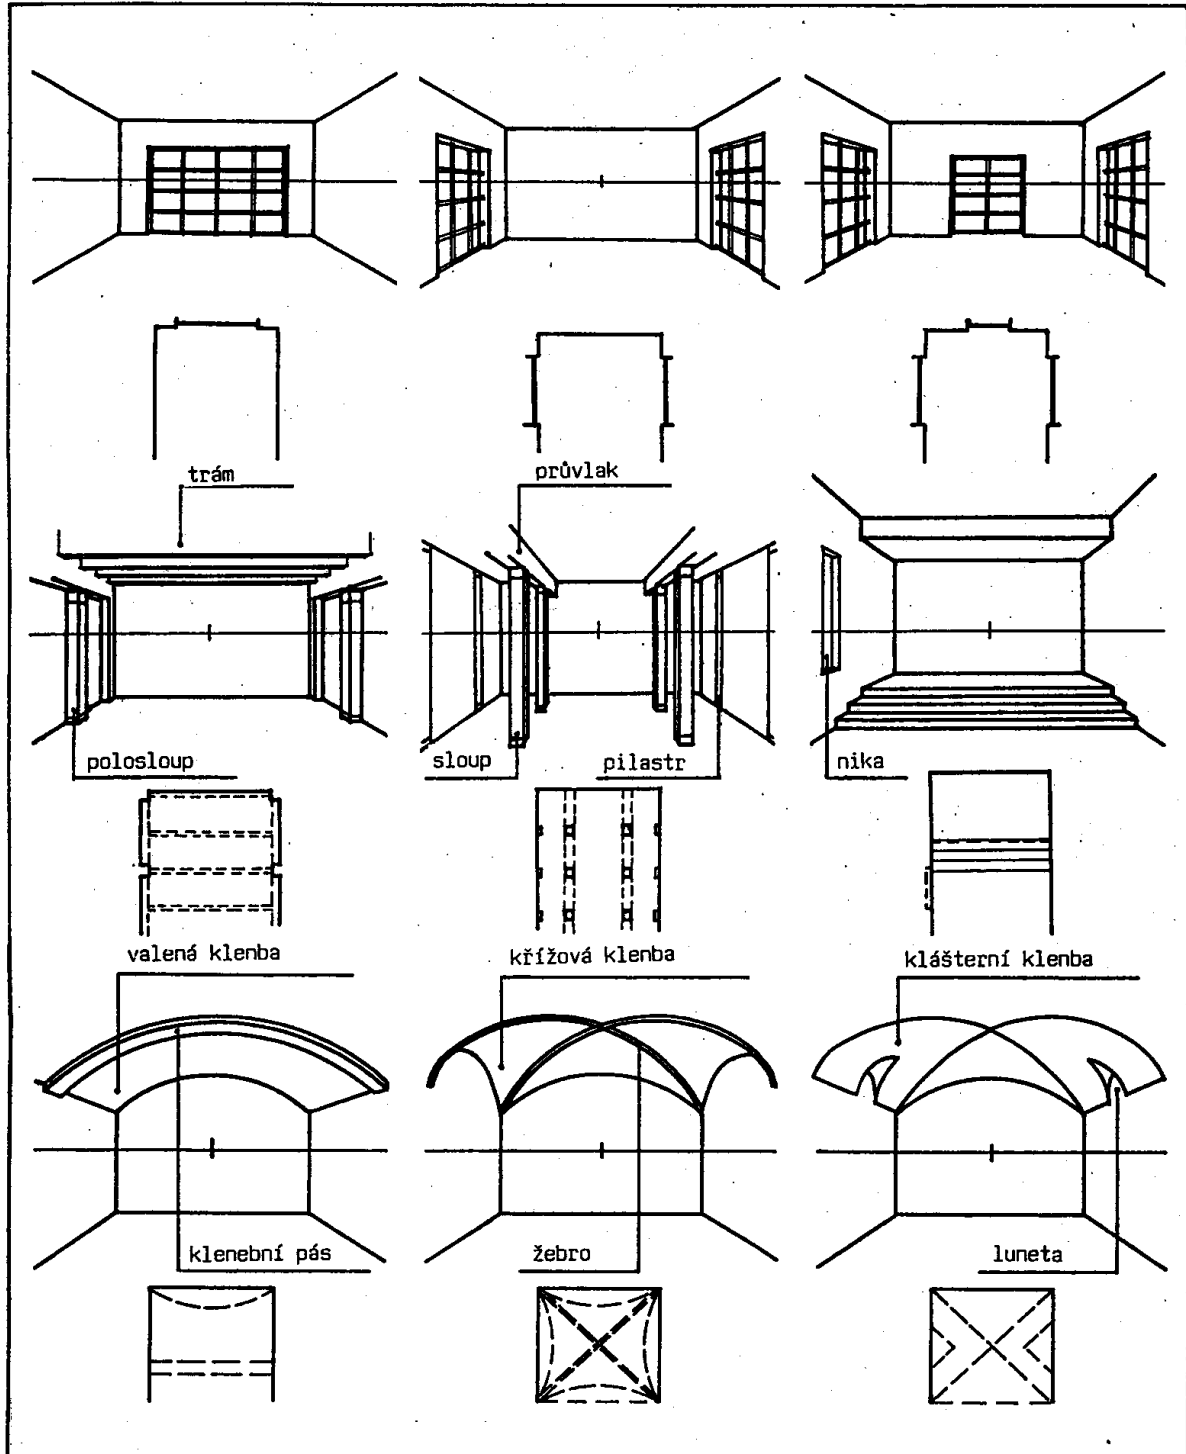 trám
průvlak
polosloup
sloup
pilastr
nika
valená klenba
křížová klenba
klášterní klenba
klenební pás
žebro
luneta